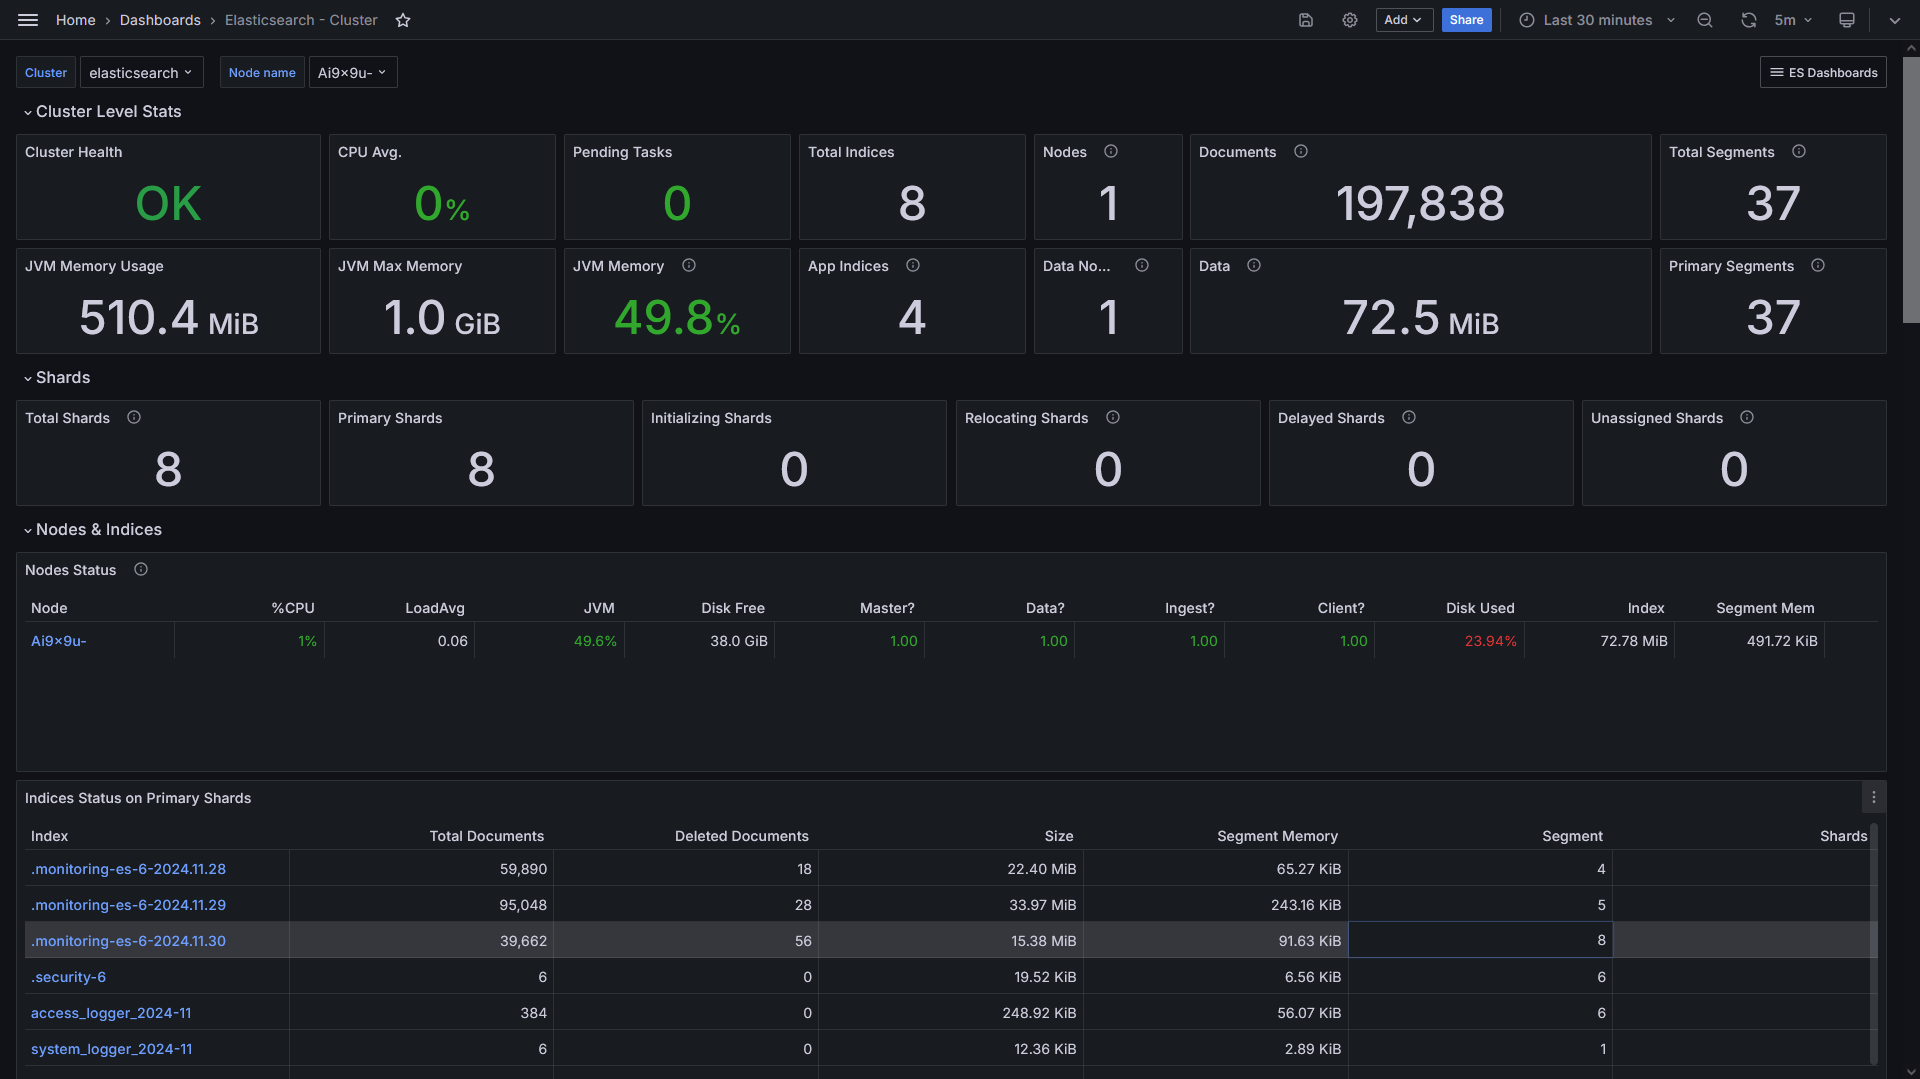 Home › Dashboards › Elasticsearch - Cluster
Add
Share
Last 30 minutes
5m
Cluster
elasticsearch
Node name
Ai9x9u-
ES Dashboards
Cluster Level Stats
Cluster Health
OK
CPU Avg.
0%
Pending Tasks
0
Total Indices
8
Nodes
1
Documents
197,838
Total Segments
37
JVM Memory Usage
510.4 MiB
JVM Max Memory
1.0 GiB
JVM Memory
49.8%
App Indices
4
Data No...
1
Data
72.5 MiB
Primary Segments
37
Shards
Total Shards
8
Primary Shards
8
Initializing Shards
0
Relocating Shards
0
Delayed Shards
0
Unassigned Shards
0
Nodes & Indices
Nodes Status
Node %CPU LoadAvg JVM Disk Free Master? Data? Ingest? Client? Disk Used Index Segment Mem
Ai9x9u- 1% 0.06 49.6% 38.0 GiB 1.00 1.00 1.00 1.00 23.94% 72.78 MiB 491.72 KiB
Indices Status on Primary Shards
Index Total Documents Deleted Documents Size Segment Memory Segment Shards
.monitoring-es-6-2024.11.28 59,890 18 22.40 MiB 65.27 KiB 4
.monitoring-es-6-2024.11.29 95,048 28 33.97 MiB 243.16 KiB 5
.monitoring-es-6-2024.11.30 39,662 56 15.38 MiB 91.63 KiB 8
.security-6 6 0 19.52 KiB 6.56 KiB 6
access_logger_2024-11 384 0 248.92 KiB 56.07 KiB 6
system_logger_2024-11 6 0 12.36 KiB 2.89 KiB 1